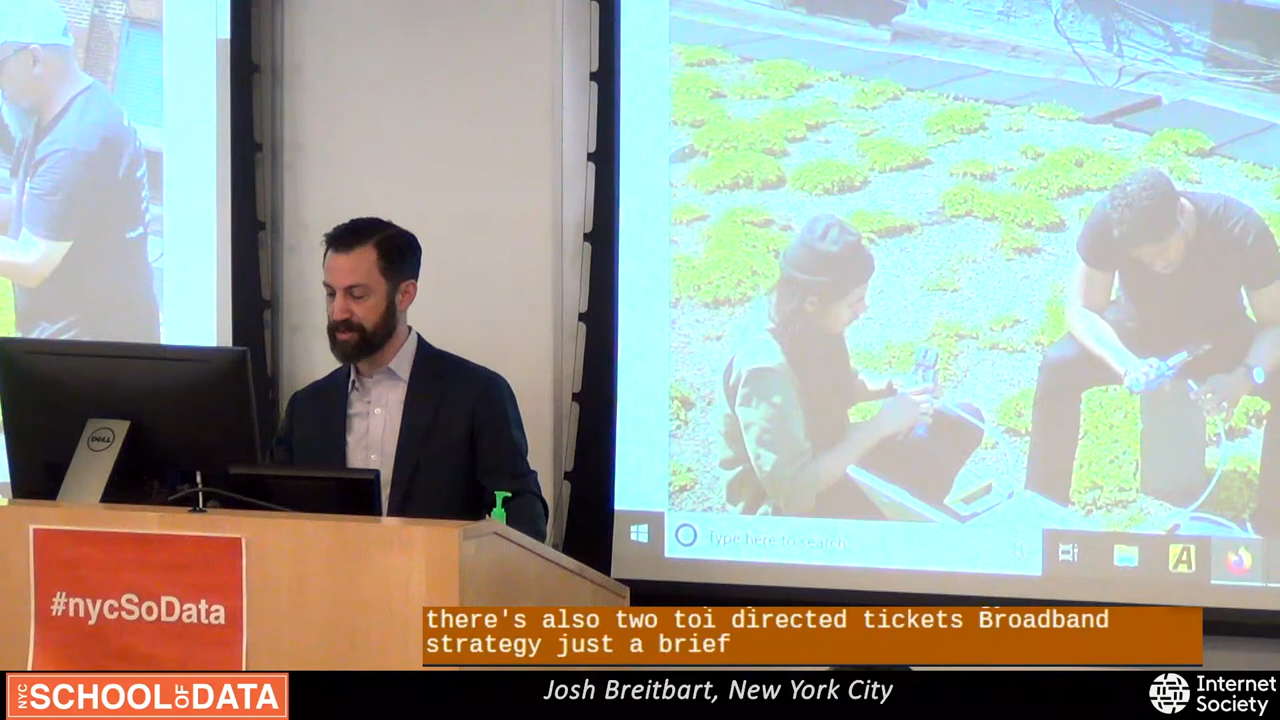 DELL
Type here to search
#nycSoData
there's also two toi directed tickets Broadband
strategy just a brief
NYC SCHOOL OF DATA
Josh Breitbart, New York City
Internet
Society